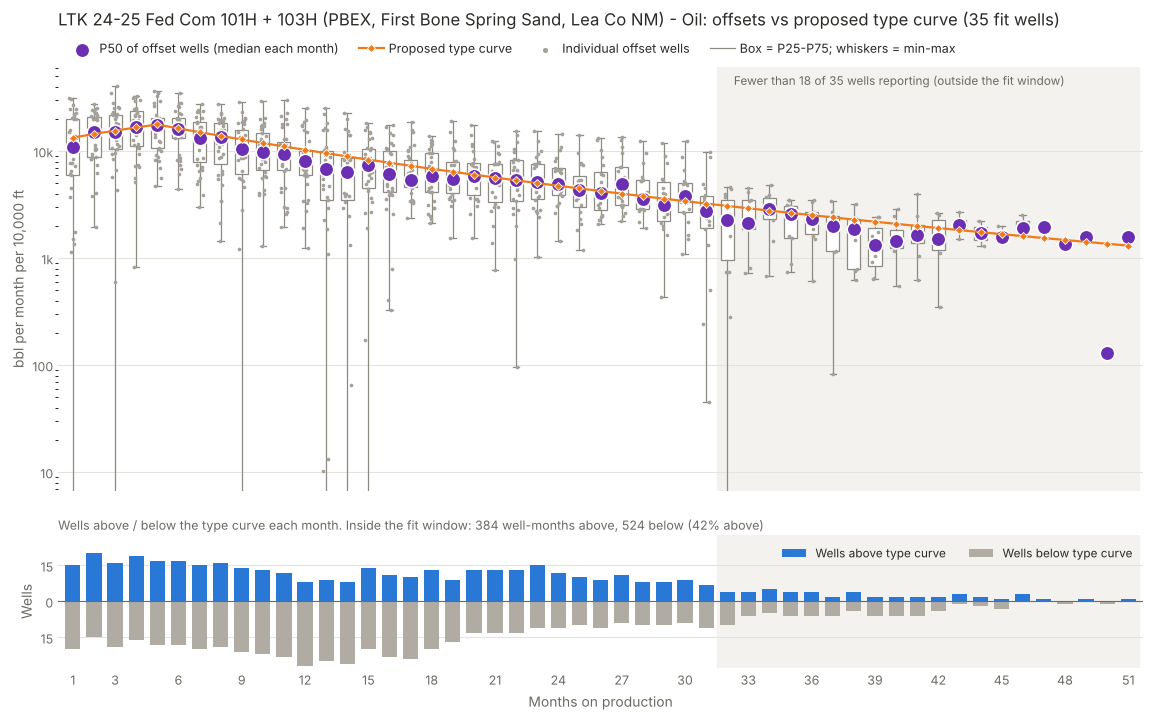 LTK 24-25 Fed Com 101H + 103H (PBEX, First Bone Spring Sand, Lea Co NM) - Oil: offsets vs proposed type curve (35 fit wells)
P50 of offset wells (median each month)
Proposed type curve
Individual offset wells
Box = P25-P75; whiskers = min-max
Fewer than 18 of 35 wells reporting (outside the fit window)
bbl per month per 10,000 ft
10k
1k
100
10
Wells above / below the type curve each month. Inside the fit window: 384 well-months above, 524 below (42% above)
Wells above type curve
Wells below type curve
Wells
15
0
15
1 3 6 9 12 15 18 21 24 27 30 33 36 39 42 45 48 51
Months on production